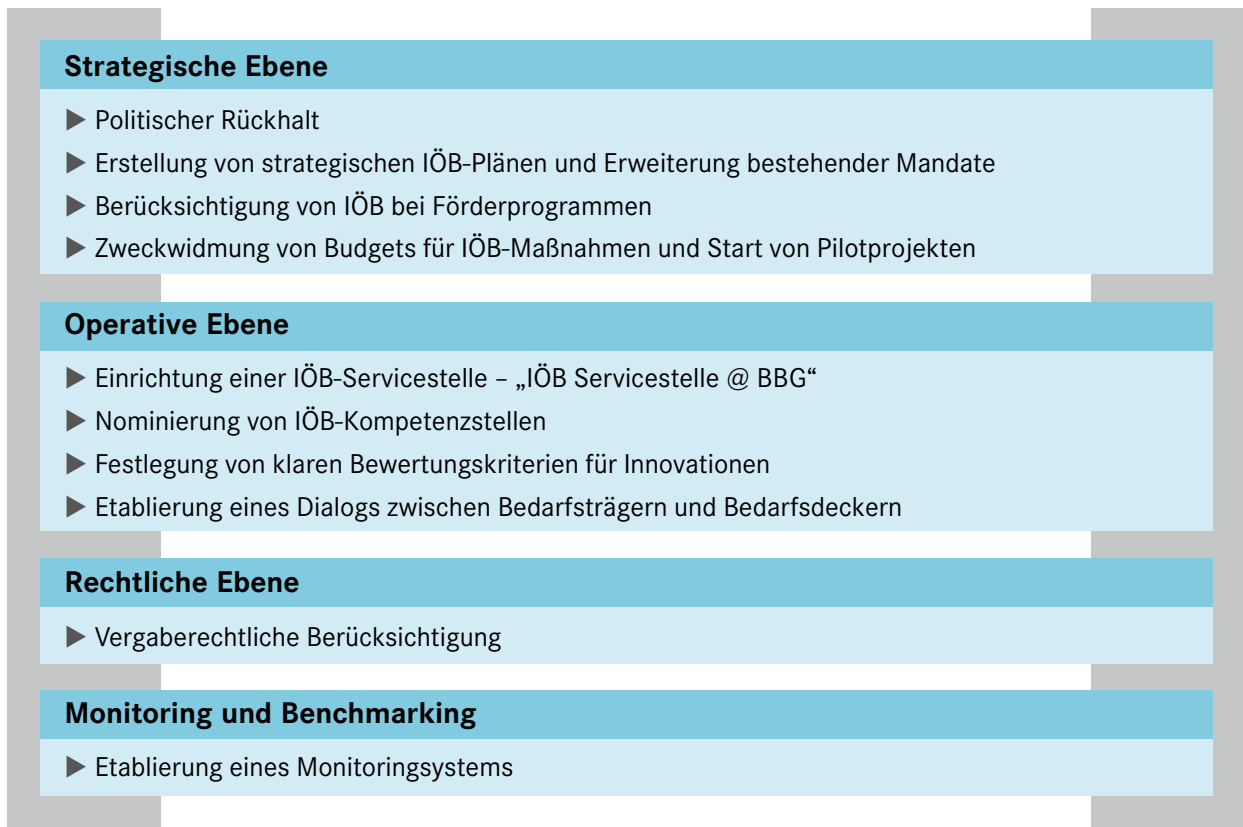 Strategische Ebene
▶ Politischer Rückhalt
▶ Erstellung von strategischen IÖB-Plänen und Erweiterung bestehender Mandate
▶ Berücksichtigung von IÖB bei Förderprogrammen
▶ Zweckwidmung von Budgets für IÖB-Maßnahmen und Start von Pilotprojekten
Operative Ebene
▶ Einrichtung einer IÖB-Servicestelle – „IÖB Servicestelle @ BBG“
▶ Nominierung von IÖB-Kompetenzstellen
▶ Festlegung von klaren Bewertungskriterien für Innovationen
▶ Etablierung eines Dialogs zwischen Bedarfsträgern und Bedarfsdeckern
Rechtliche Ebene
▶ Vergaberechtliche Berücksichtigung
Monitoring und Benchmarking
▶ Etablierung eines Monitoringsystems